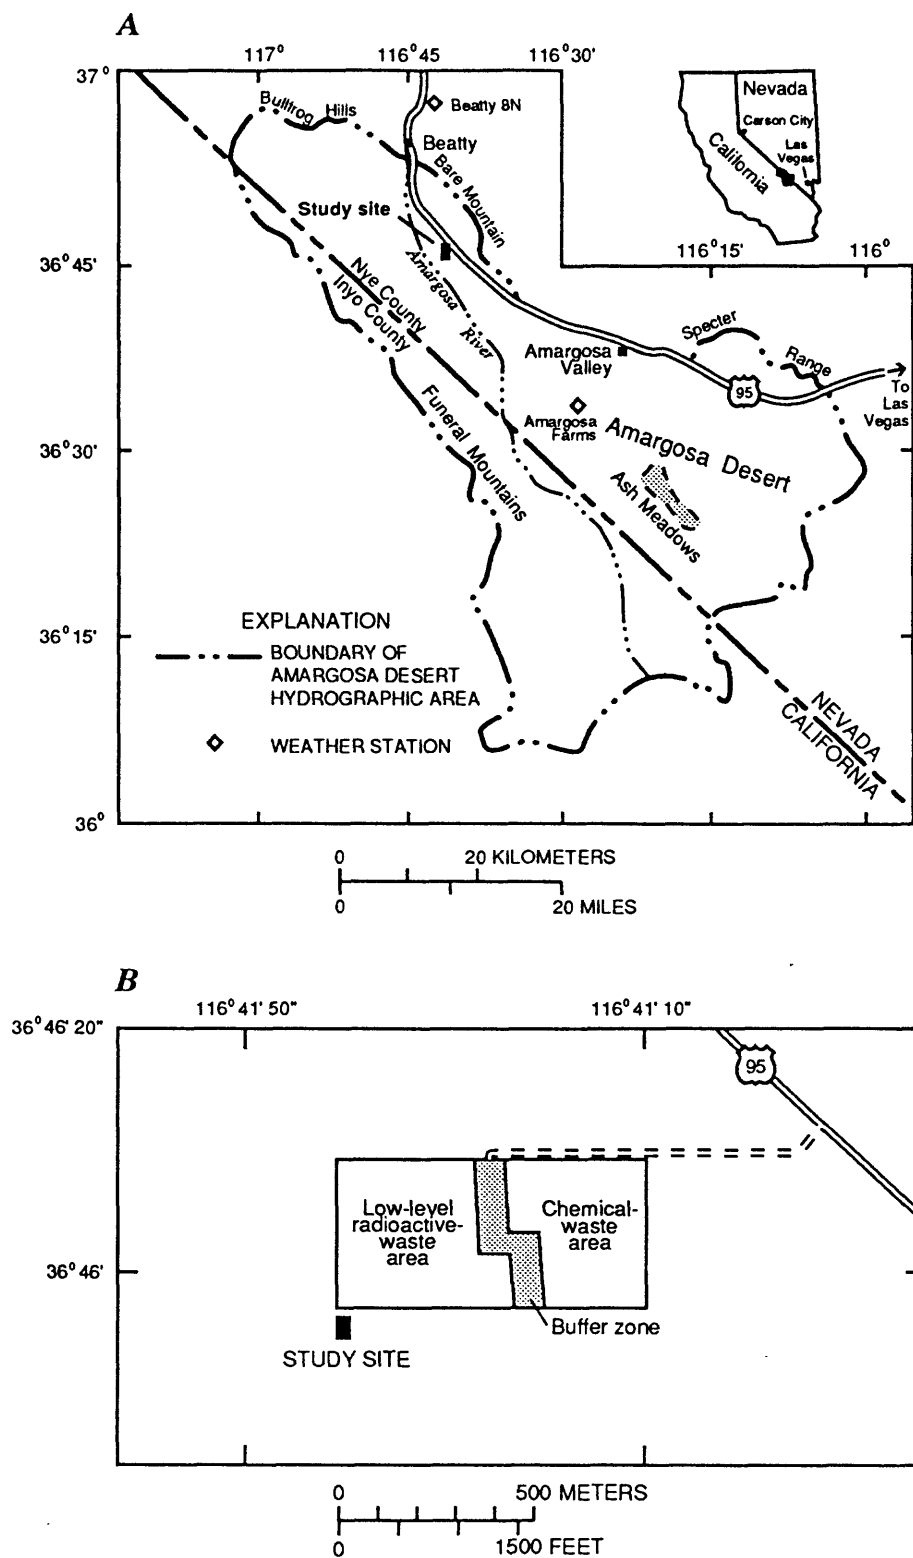 A
117°
116°45
116°30'
37°
Bullfrog Hills
Beatty 8N
Nevada
Carson City
Beatty
Las
Vegas
California
Bare Mountain
Study site
116°15'
116°
36°45'
Amargosa River
Nye County
Inyo County
Specter Range
Amargosa
Valley
95
To
Las
Vegas
Funeral Mountains
Amargosa
Farms
Amargosa Desert
36°30'
Ash Meadows
EXPLANATION
36°15'
BOUNDARY OF
AMARGOSA DESERT
HYDROGRAPHIC AREA
WEATHER STATION
NEVADA
CALIFORNIA
36°
0 20 KILOMETERS
0 20 MILES
B
116°41'50"
116°41'10"
36°46'20"
95
Low-level
radioactive-
waste
area
Chemical-
waste
area
36°46'
Buffer zone
STUDY SITE
0 500 METERS
0 1500 FEET